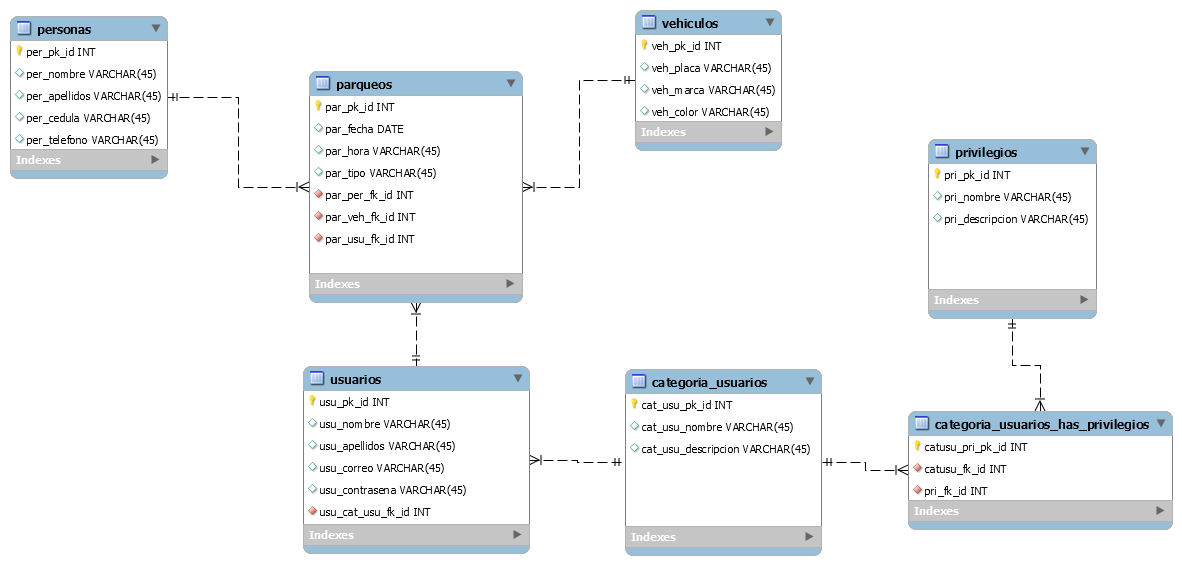 personas
per_pk_id INT
per_nombre VARCHAR(45)
per_apellidos VARCHAR(45)
per_cedula VARCHAR(45)
per_telefono VARCHAR(45)
Indexes
parqueos
par_pk_id INT
par_fecha DATE
par_hora VARCHAR(45)
par_tipo VARCHAR(45)
par_per_fk_id INT
par_veh_fk_id INT
par_usu_fk_id INT
Indexes
vehiculos
veh_pk_id INT
veh_placa VARCHAR(45)
veh_marca VARCHAR(45)
veh_color VARCHAR(45)
Indexes
privilegios
pri_pk_id INT
pri_nombre VARCHAR(45)
pri_descripcion VARCHAR(45)
Indexes
usuarios
usu_pk_id INT
usu_nombre VARCHAR(45)
usu_apellidos VARCHAR(45)
usu_correo VARCHAR(45)
usu_contrasena VARCHAR(45)
usu_cat_usu_fk_id INT
Indexes
categoria_usuarios
cat_usu_pk_id INT
cat_usu_nombre VARCHAR(45)
cat_usu_descripcion VARCHAR(45)
Indexes
categoria_usuarios_has_privilegios
catusu_pri_pk_id INT
catusu_fk_id INT
pri_fk_id INT
Indexes